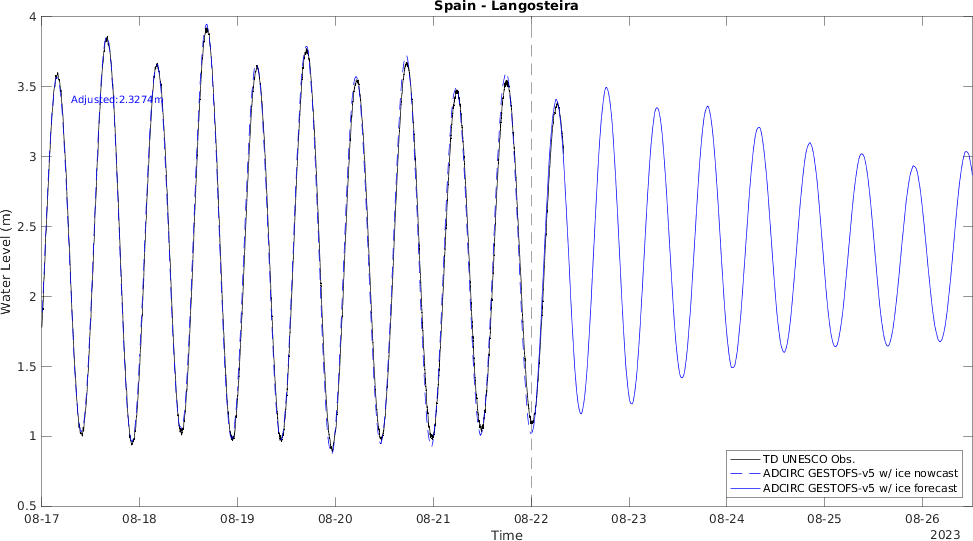 Spain - Langosteira
4
3.5
3
2.5
2
1.5
1
0.5
Water Level (m)
Adjusted:2.3274m
TD UNESCO Obs.
ADCIRC GESTOFS-v5 w/ ice nowcast
ADCIRC GESTOFS-v5 w/ ice forecast
08-17 08-18 08-19 08-20 08-21 08-22 08-23 08-24 08-25 08-26
Time
2023